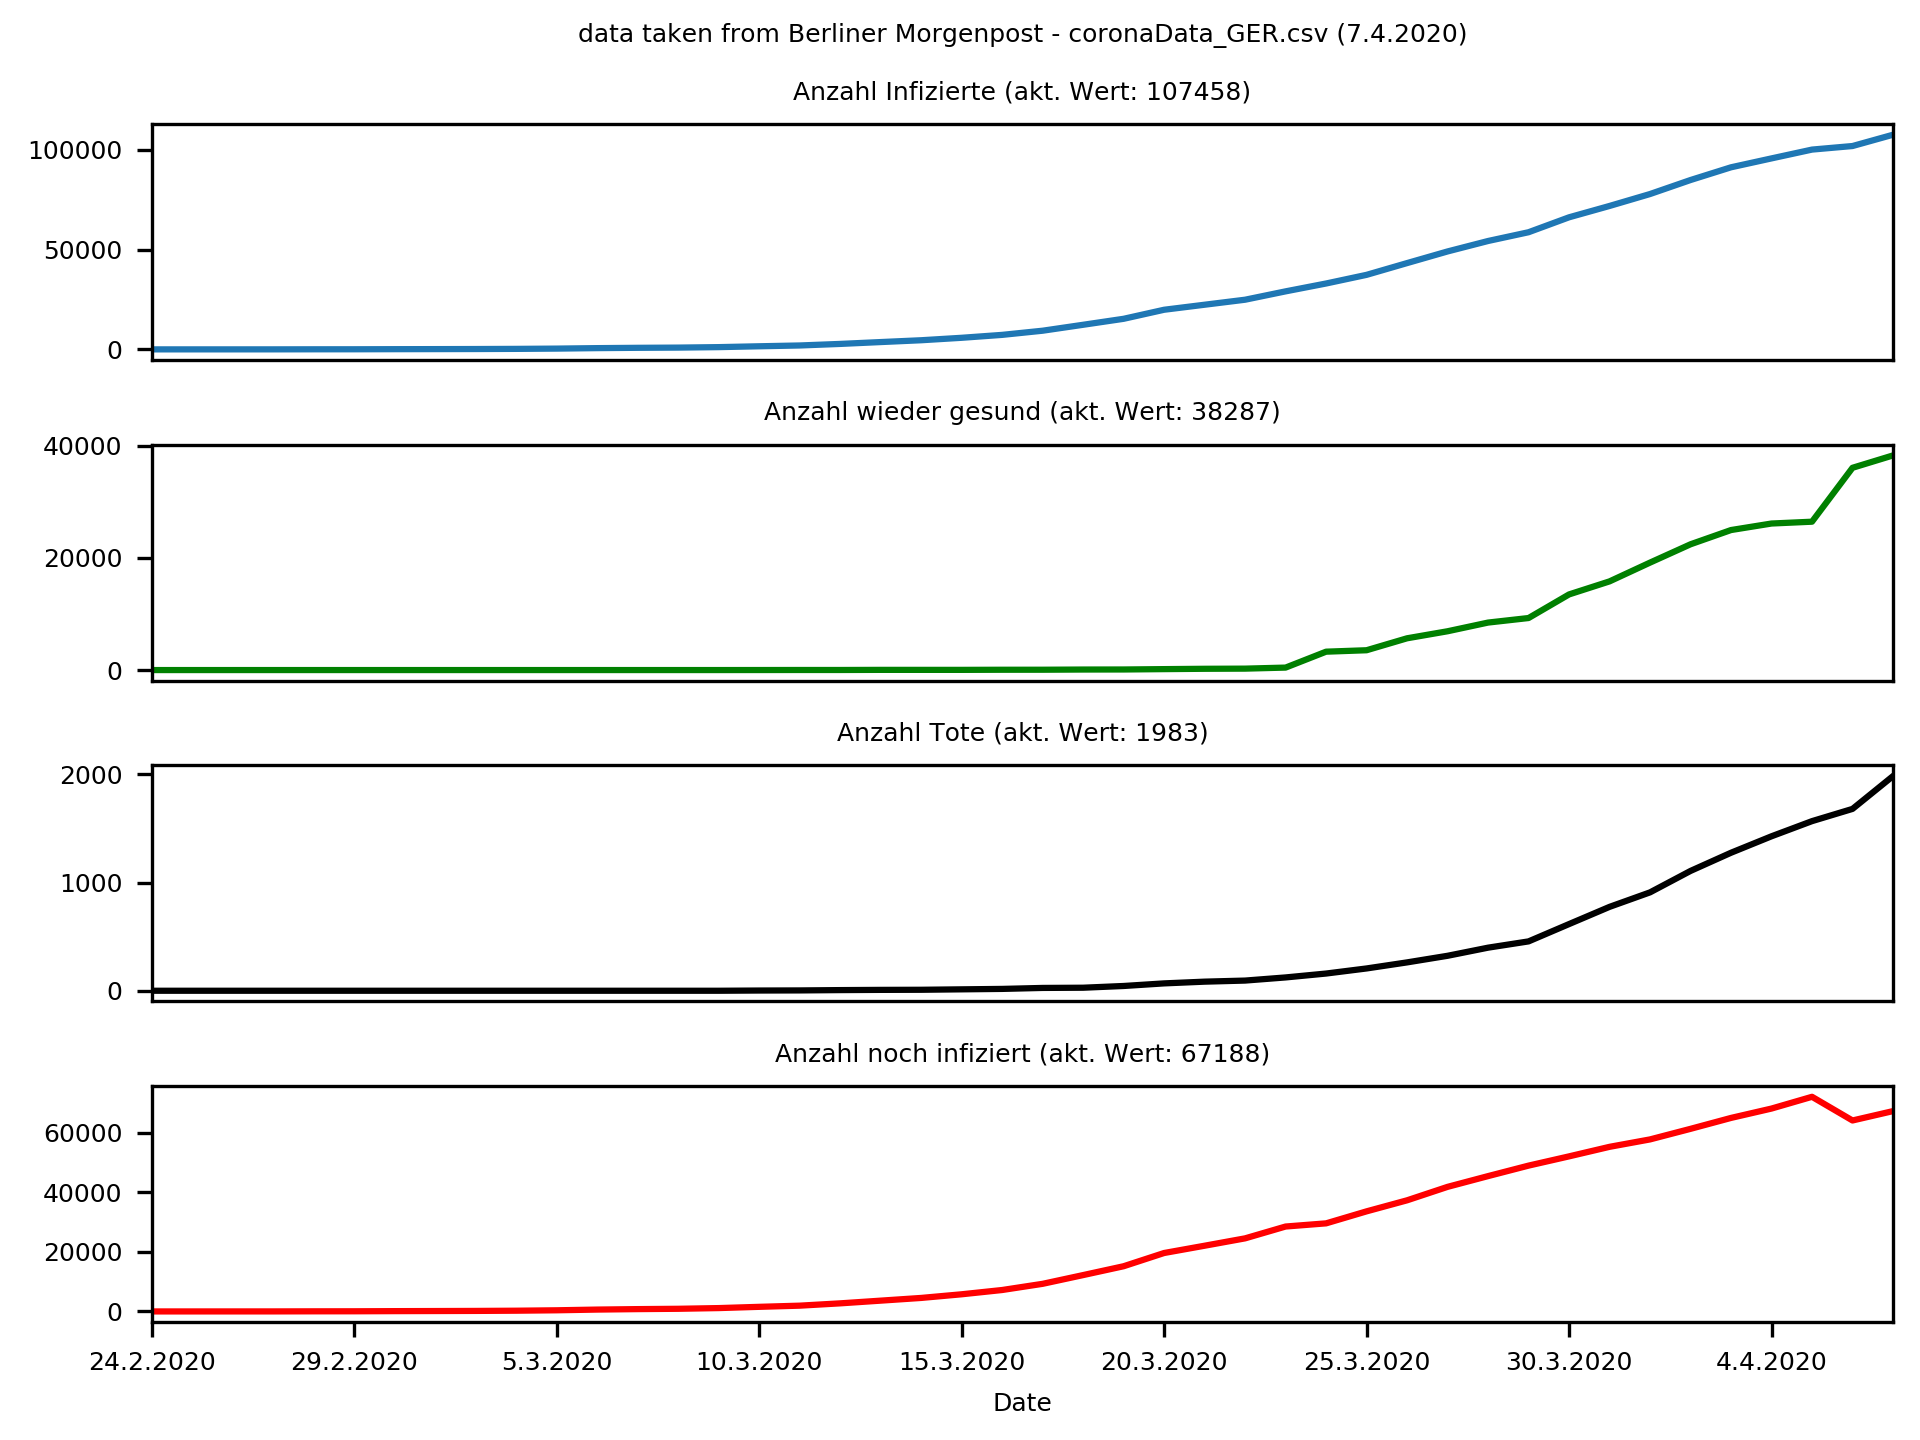 data taken from Berliner Morgenpost - coronaData_GER.csv (7.4.2020)
Anzahl Infizierte (akt. Wert: 107458)
100000
50000
0
Anzahl wieder gesund (akt. Wert: 38287)
40000
20000
0
Anzahl Tote (akt. Wert: 1983)
2000
1000
0
Anzahl noch infiziert (akt. Wert: 67188)
60000
40000
20000
0
24.2.2020 29.2.2020 5.3.2020 10.3.2020 15.3.2020 20.3.2020 25.3.2020 30.3.2020 4.4.2020
Date